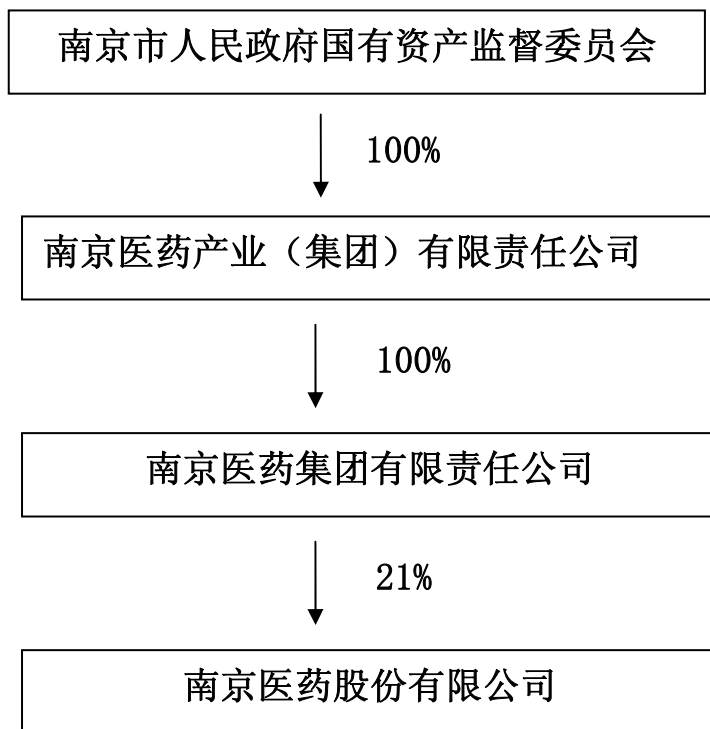 南京市人民政府国有资产监督委员会
100%
南京医药产业（集团）有限责任公司
100%
南京医药集团有限责任公司
21%
南京医药股份有限公司